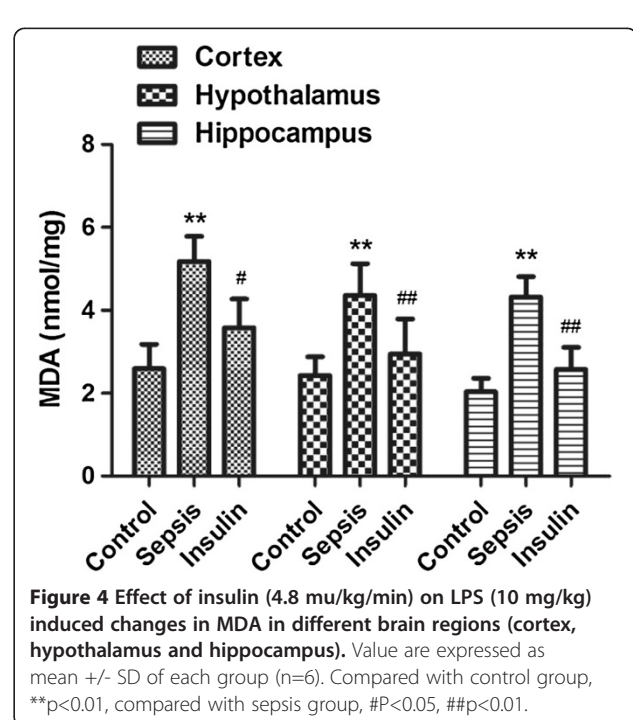 Cortex
Hypothalamus
Hippocampus
MDA (nmol/mg)
8
6
4
2
0
**
#
**
##
**
##
Control
Sepsis
Insulin
Control
Sepsis
Insulin
Control
Sepsis
Insulin
Figure 4 Effect of insulin (4.8 mu/kg/min) on LPS (10 mg/kg)
induced changes in MDA in different brain regions (cortex,
hypothalamus and hippocampus). Value are expressed as
mean +/- SD of each group (n=6). Compared with control group,
**p<0.01, compared with sepsis group, #P<0.05, ##p<0.01.